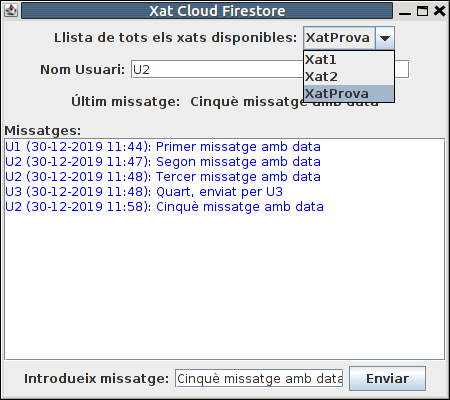 Xat Cloud Firestore
Llista de tots els xats disponibles: XatProva
Xat1
Xat2
XatProva
Nom Usuari: U2
Últim missatge: Cinquè missatge amb data
Missatges:
U1 (30-12-2019 11:44): Primer missatge amb data
U2 (30-12-2019 11:47): Segon missatge amb data
U2 (30-12-2019 11:48): Tercer missatge amb data
U3 (30-12-2019 11:48): Quart, enviat per U3
U2 (30-12-2019 11:58): Cinquè missatge amb data
Introdueix missatge: Cinquè missatge amb data Enviar